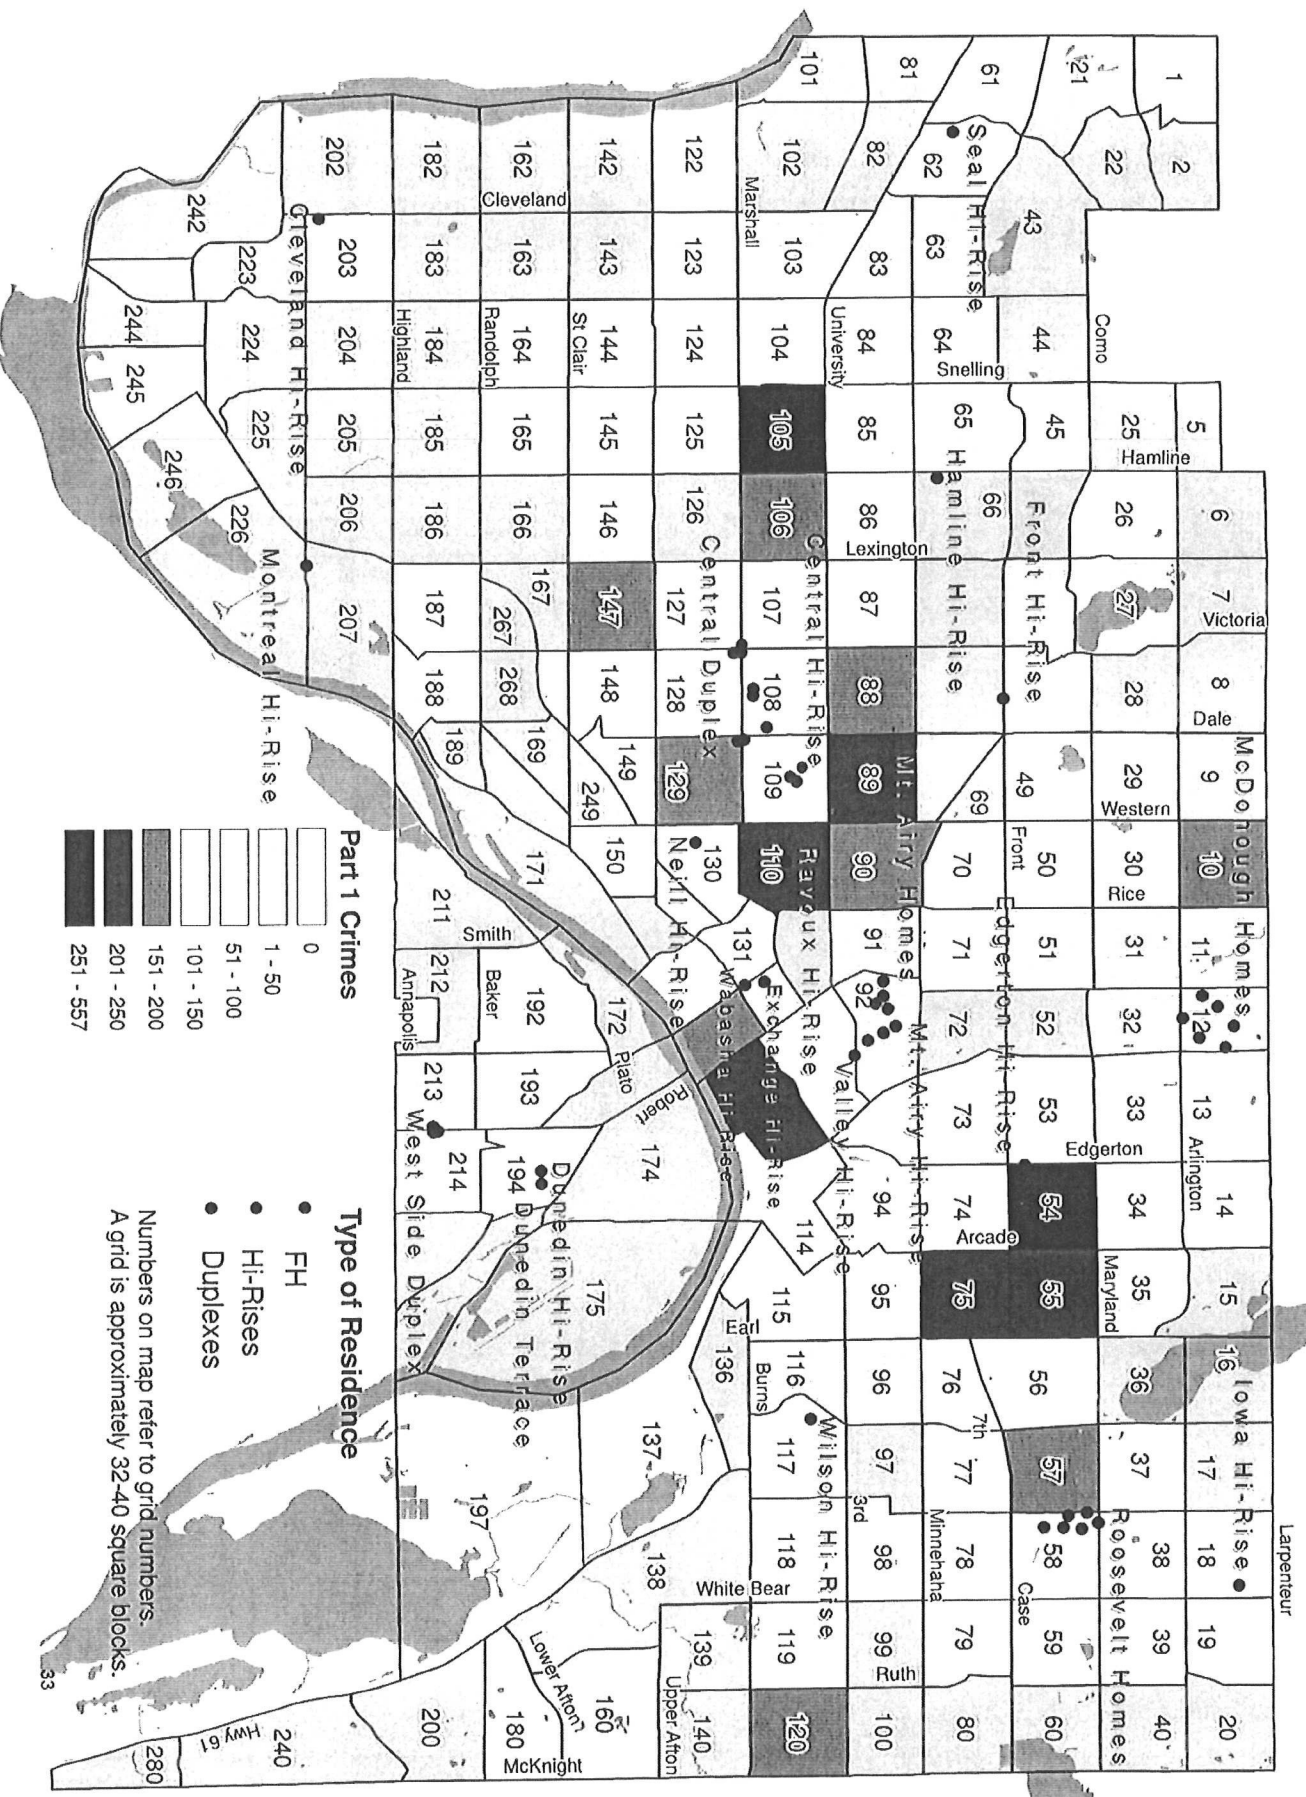 Larpenteur
McDonough Homes
Iowa Hi-Rise
1 2 5 6 7 8 9 10 11 12 13 14 15 16 17 18 19 20
Victoria
Dale
Arlington
Hamline
21 22 25 26 27 28 29 30 31 32 33 34 35 36 37 38 39 40
Como
Western
Rice
Edgerton
Maryland
Roosevelt Homes
43 44 45 49 50 51 52 53 54 55 56 57 58 59 60
Front Hi-Rise
Front
Edgerton Hi Rise
Case
Seal Hi-Rise
61 62 63 64 65 66 69 70 71 72 73 74 75 76 77 78 79 80
Snelling
Hamline Hi-Rise
Arcade
7th
Minnehaha
Mt. Airy Homes
Mt. Airy Hi-Rise
81 82 83 84 85 86 87 88 89 90 91 92 94 95 96 97 98 99 100
Lexington
3rd
Ruth
University
Central Hi-Rise
Ravoux Hi-Rise
Valley Hi-Rise
Wilson Hi-Rise
101 102 103 104 105 106 107 108 109 110 114 115 116 117 118 119 120
Exchange Hi-Rise
Marshall
Burns
Earl
White Bear
Central Duplex
Wabasha Hi Rise
122 123 124 125 126 127 128 129 130 131 136 137 138 139 140
Neill Hi-Rise
Upper Afton
142 143 144 145 146 147 148 149 249 150
St Clair
Robert
Plato
Lower Afton
162 163 164 165 166 167 267 268 169 171 172 174 175 160
Cleveland
Randolph
Dunedin Hi-Rise
Dunedin Terrace
McKnight
182 183 184 185 186 187 188 189 192 193 194 197 180
Highland
Smith
Baker
Annapolis
West Side Duplex
202 203 204 205 206 207 211 212 213 214 200
Cleveland Hi-Rise
Montreal Hi-Rise
223 224 225 226
242 244 245 246 240 280
Hwy 61
33
Part 1 Crimes
0
1 - 50
51 - 100
101 - 150
151 - 200
201 - 250
251 - 557
Type of Residence
FH
Hi-Rises
Duplexes
Numbers on map refer to grid numbers.
A grid is approximately 32-40 square blocks.